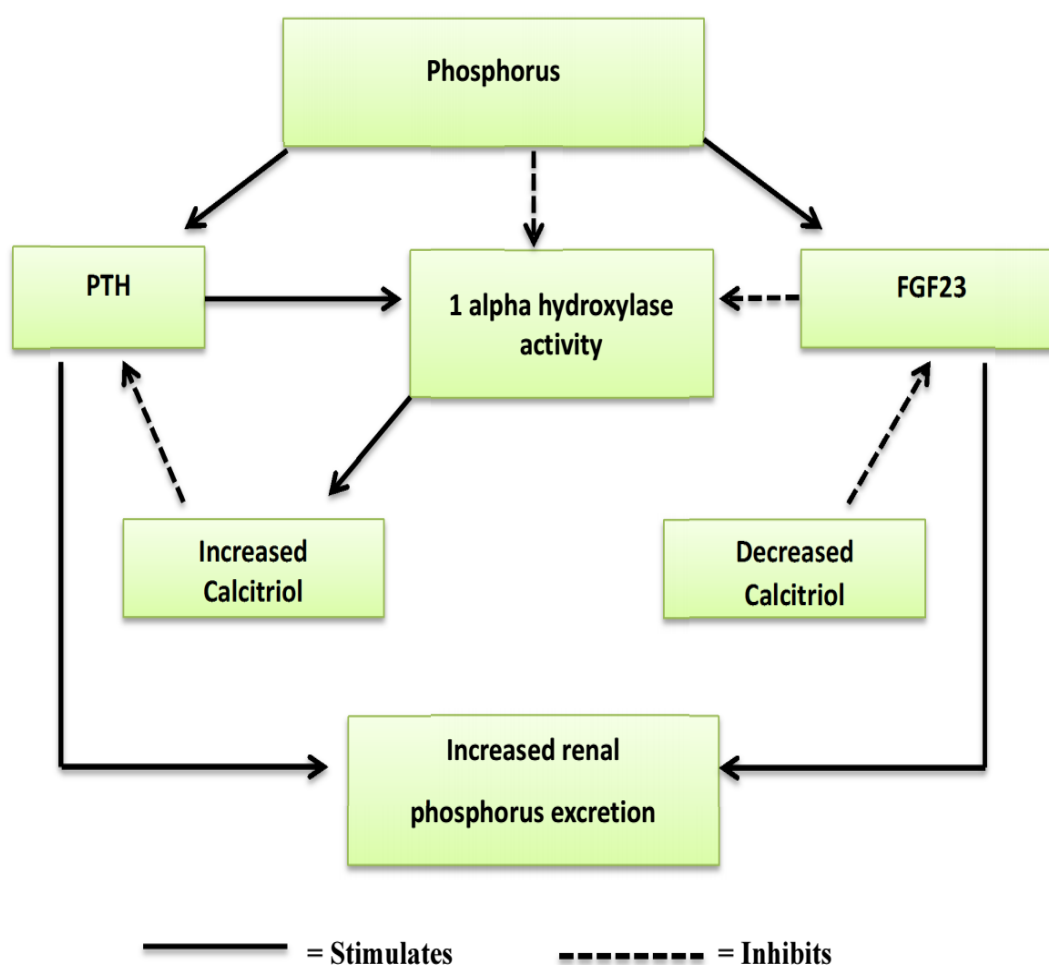 Phosphorus
PTH
1 alpha hydroxylase
activity
FGF23
Increased
Calcitriol
Decreased
Calcitriol
Increased renal
phosphorus excretion
= Stimulates
= Inhibits